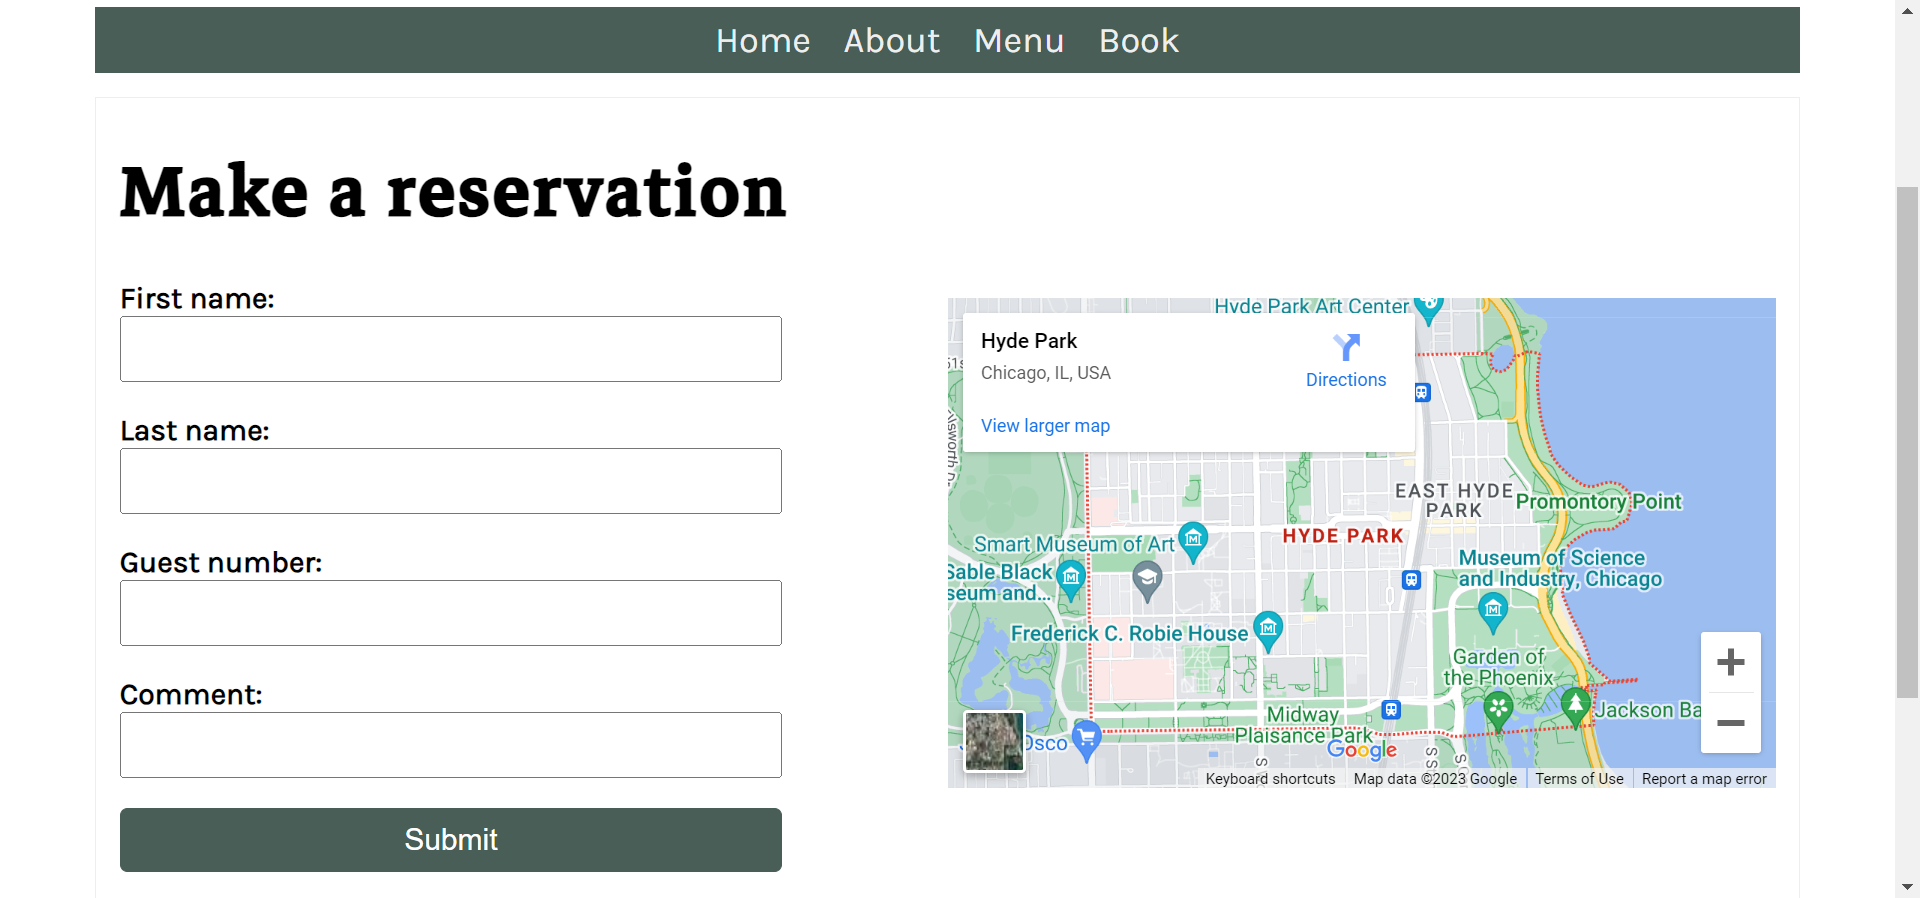 Home About Menu Book
Make a reservation
First name:
Last name:
Guest number:
Comment:
Submit
Hyde Park Art Center
Hyde Park
Chicago, IL, USA
Directions
View larger map
51s
EAST HYDE
PARK
Promontory Point
HYDE PARK
Smart Museum of Art
Museum of Science
and Industry, Chicago
Sable Black
seum and...
Frederick C. Robie House
Garden of
the Phoenix
Jackson Ba
Midway
Plaisance Park
Osco
Google
Keyboard shortcuts Map data ©2023 Google Terms of Use Report a map error